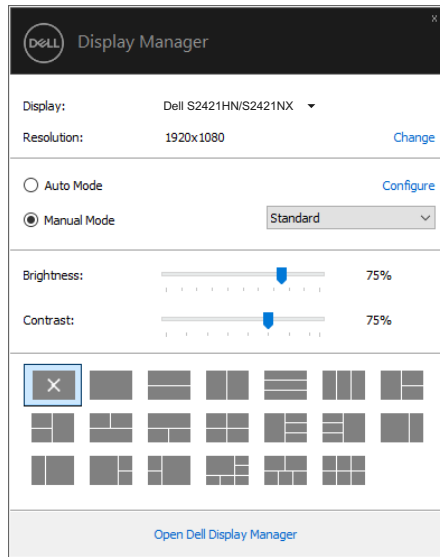 x
DELL Display Manager
Display: Dell S2421HN/S2421NX
Resolution: 1920x1080 Change
Auto Mode Configure
Manual Mode Standard
Brightness: 75%
Contrast: 75%
Open Dell Display Manager